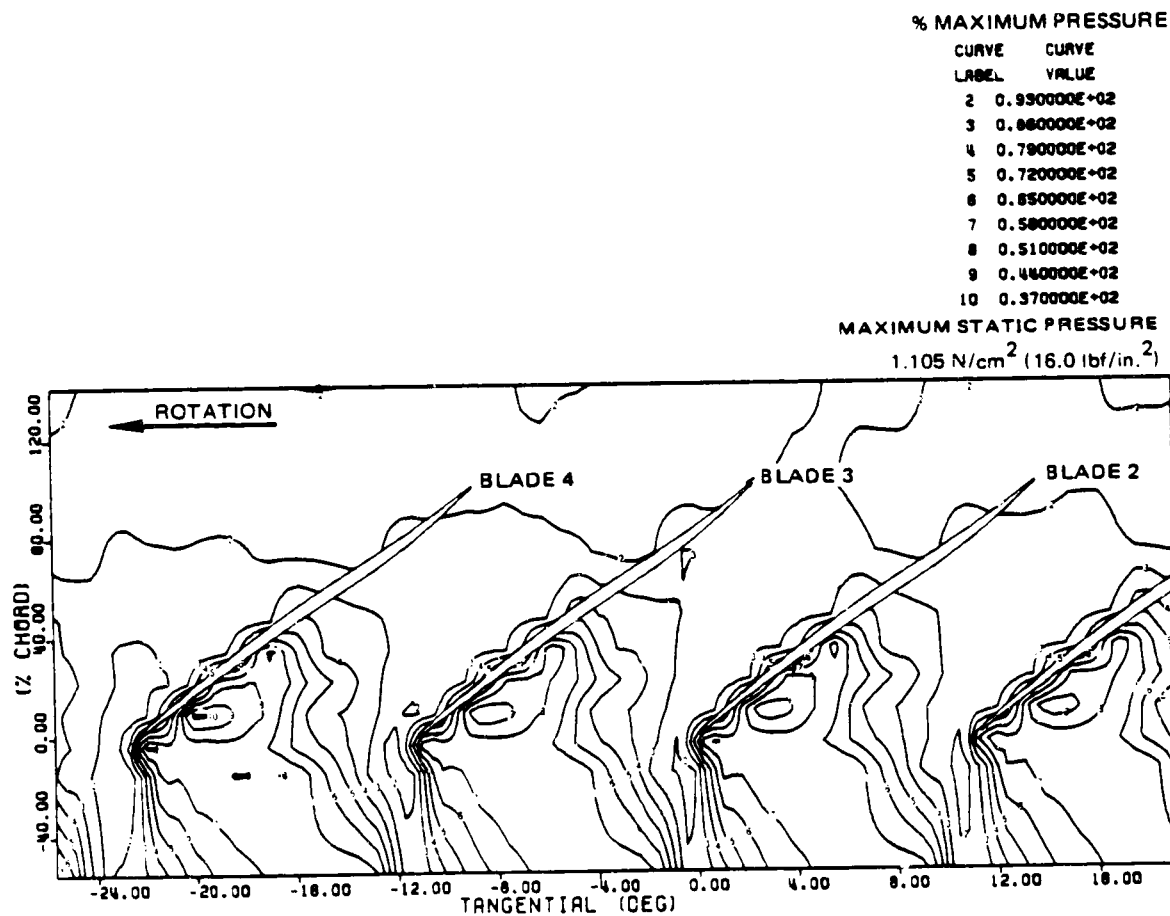 % MAXIMUM PRESSURE
CURVE CURVE
LABEL VALUE
2 0.930000E+02
3 0.860000E+02
4 0.790000E+02
5 0.720000E+02
6 0.650000E+02
7 0.580000E+02
8 0.510000E+02
9 0.440000E+02
10 0.370000E+02
MAXIMUM STATIC PRESSURE
1.105 N/cm² (16.0 lbf/in.²)
ROTATION
BLADE 4
BLADE 3
BLADE 2
120.00
80.00
40.00
0.00
-40.00
(% CHORD)
-24.00 -20.00 -16.00 -12.00 -8.00 -4.00 0.00 4.00 8.00 12.00 16.00
TANGENTIAL (DEG)